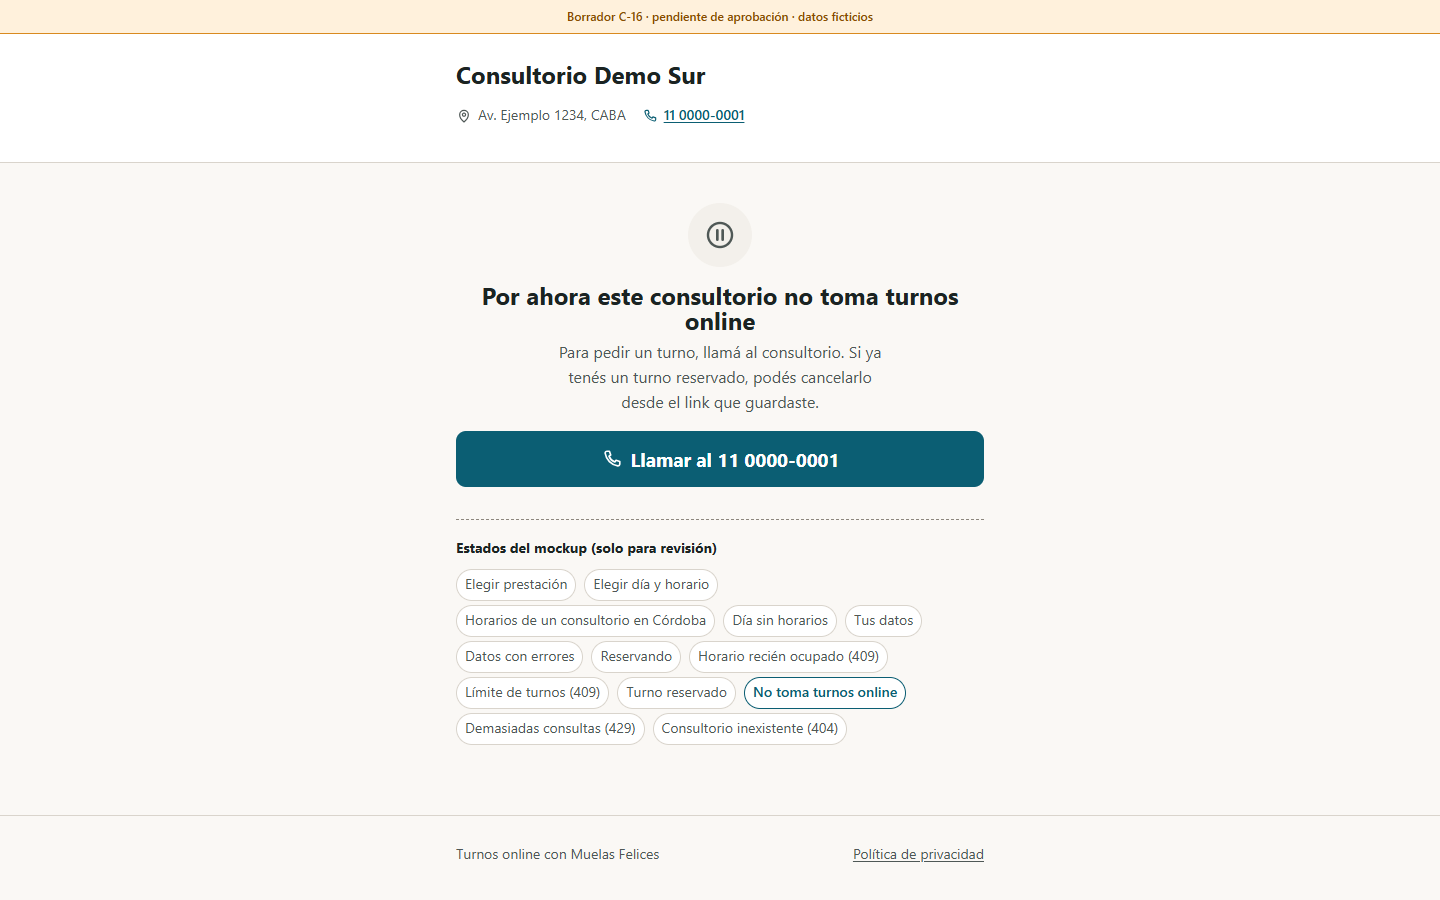 Borrador C-16 · pendiente de aprobación · datos ficticios
Consultorio Demo Sur
Av. Ejemplo 1234, CABA 11 0000-0001
Por ahora este consultorio no toma turnos
online
Para pedir un turno, llamá al consultorio. Si ya
tenés un turno reservado, podés cancelarlo
desde el link que guardaste.
Llamar al 11 0000-0001
Estados del mockup (solo para revisión)
Elegir prestación Elegir día y horario
Horarios de un consultorio en Córdoba Día sin horarios Tus datos
Datos con errores Reservando Horario recién ocupado (409)
Límite de turnos (409) Turno reservado No toma turnos online
Demasiadas consultas (429) Consultorio inexistente (404)
Turnos online con Muelas Felices Política de privacidad